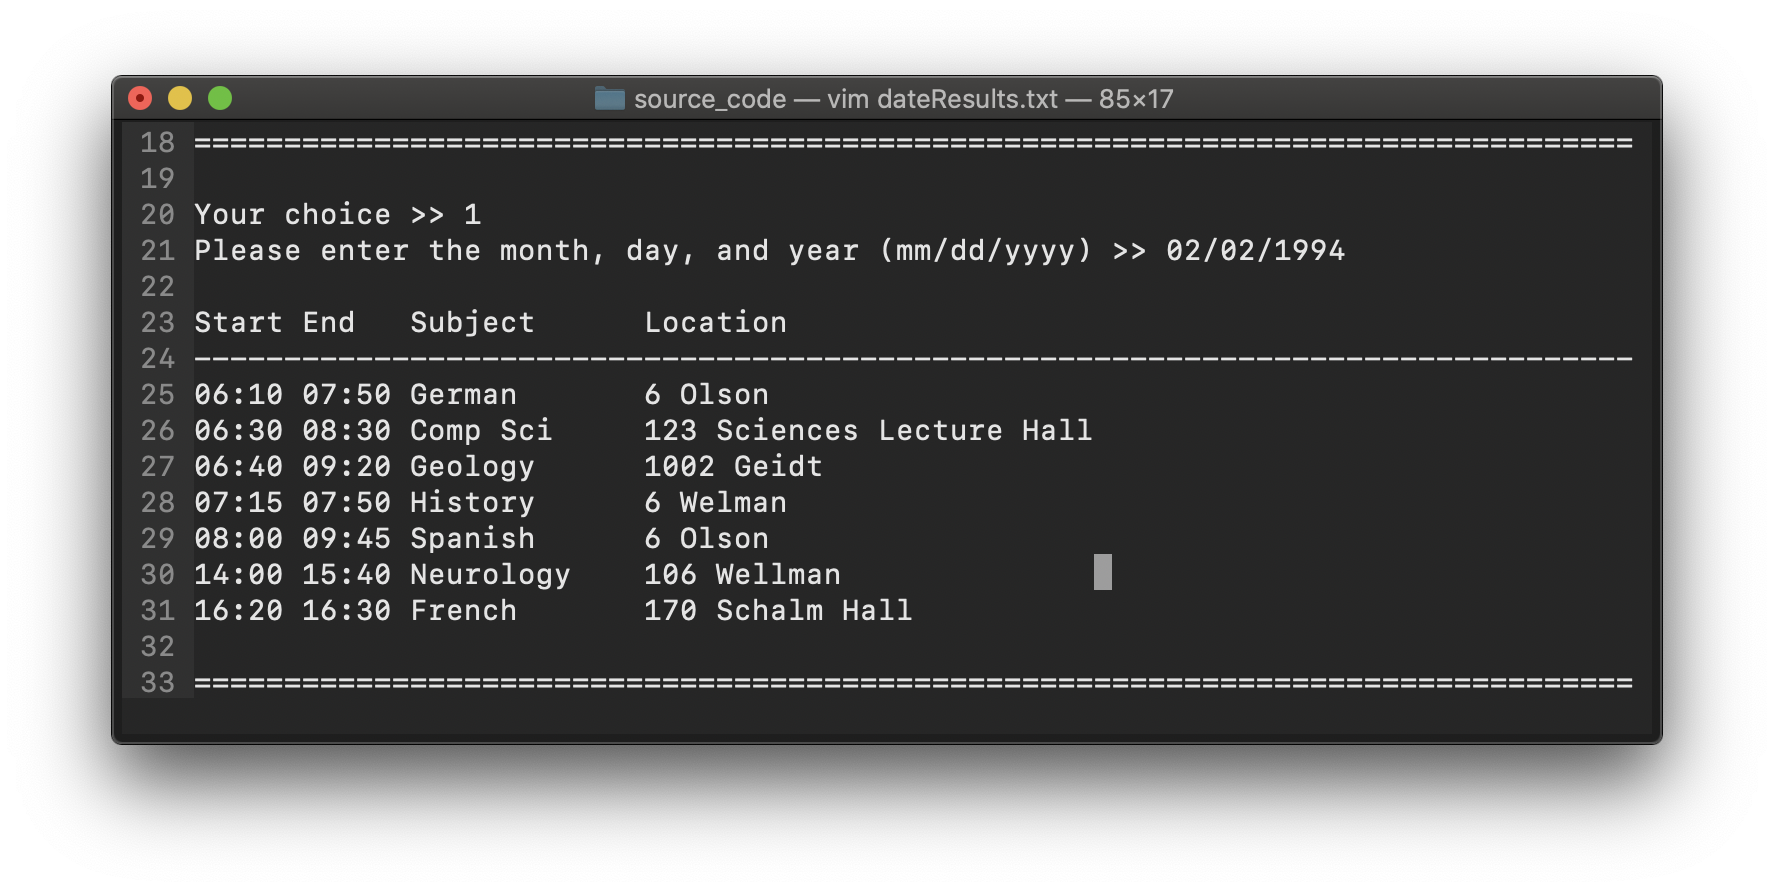 source_code — vim dateResults.txt — 85×17
18 ================================================================================
19
20 Your choice >> 1
21 Please enter the month, day, and year (mm/dd/yyyy) >> 02/02/1994
22
23 Start End   Subject      Location
24 --------------------------------------------------------------------------------
25 06:10 07:50 German       6 Olson
26 06:30 08:30 Comp Sci     123 Sciences Lecture Hall
27 06:40 09:20 Geology      1002 Geidt
28 07:15 07:50 History      6 Welman
29 08:00 09:45 Spanish      6 Olson
30 14:00 15:40 Neurology    106 Wellman
31 16:20 16:30 French       170 Schalm Hall
32
33 ================================================================================